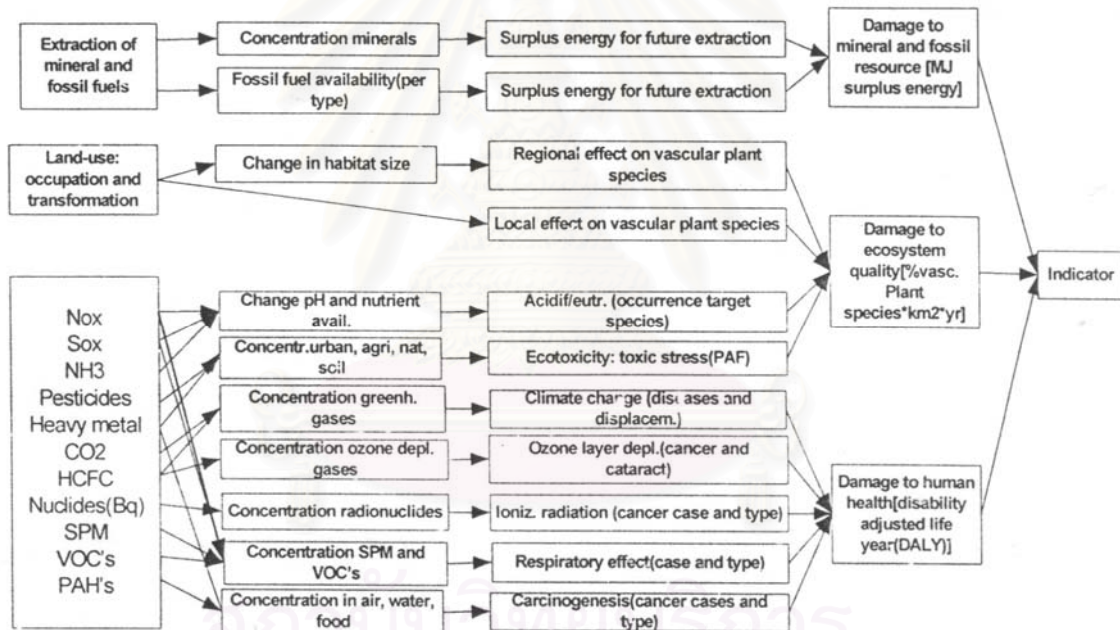 Extraction of
mineral and
fossil fuels
Concentration minerals
Surplus energy for future extraction
Fossil fuel availability(per
type)
Surplus energy for future extraction
Damage to
mineral and fossil
resource [MJ
surplus energy]
Land-use:
occupation and
transformation
Change in habitat size
Regional effect on vascular plant
species
Local effect on vascular plant species
Damage to
ecosystem
quality[%vasc.
Plant
species*km2*yr]
Indicator
Nox
Sox
NH3
Pesticides
Heavy metal
CO2
HCFC
Nuclides(Bq)
SPM
VOC's
PAH's
Change pH and nutrient
avail.
Acidif/eutr. (occurrence target
species)
Concentr.urban, agri, nat,
soil
Ecotoxicity: toxic stress(PAF)
Concentration greenh.
gases
Climate change (diseases and
displacem.)
Concentration ozone depl.
gases
Ozone layer depl.(cancer and
cataract)
Concentration radionuclides
Ioniz. radiation (cancer case and type)
Concentration SPM and
VOC's
Respiratory effect(case and type)
Concentration in air, water,
food
Carcinogenesis(cancer cases and
type)
Damage to human
health[disability
adjusted life
year(DALY)]